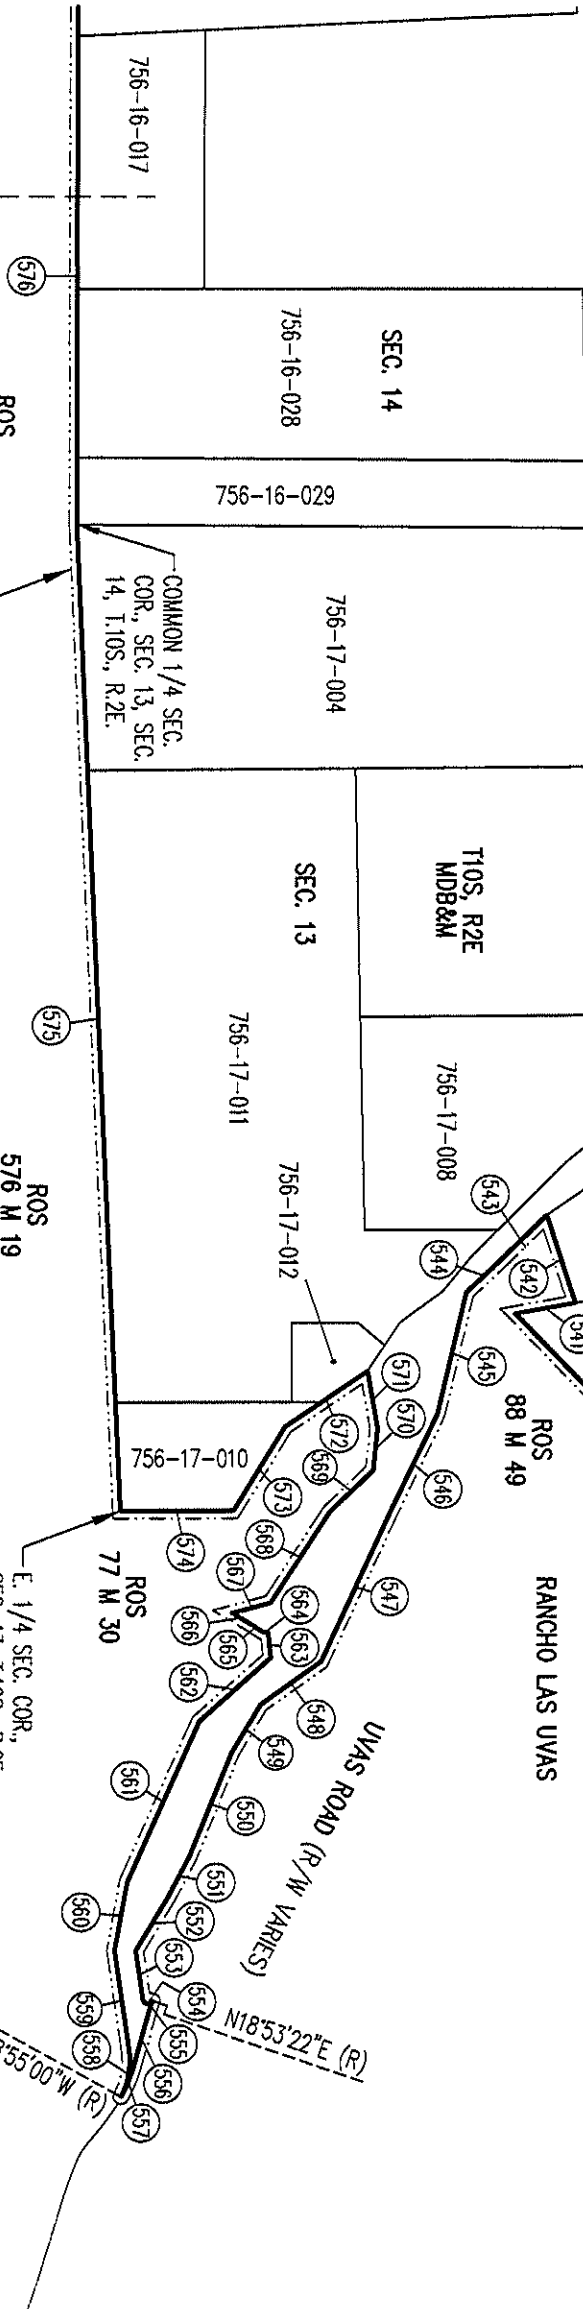 756-16-017
576
ROS
756-16-028
SEC. 14
756-16-029
COMMON 1/4 SEC.
COR., SEC. 13, SEC.
14, T.10S., R.2E.
756-17-004
T10S, R2E
MDB&M
SEC. 13
575
756-17-011
756-17-008
756-17-012
ROS
576 M 19
543
542
541
544
545
ROS
88 M 49
546
547
571
570
572
569
573
568
756-17-010
574
567
564
566
565
563
ROS
77 M 30
E. 1/4 SEC. COR.,
RANCHO LAS UVAS
562
548
549
UVAS ROAD (R/W VARIES)
561
550
551
552
560
553
554
555
N18°53'22"E (R)
559
558
556
557
55'00"W (R)